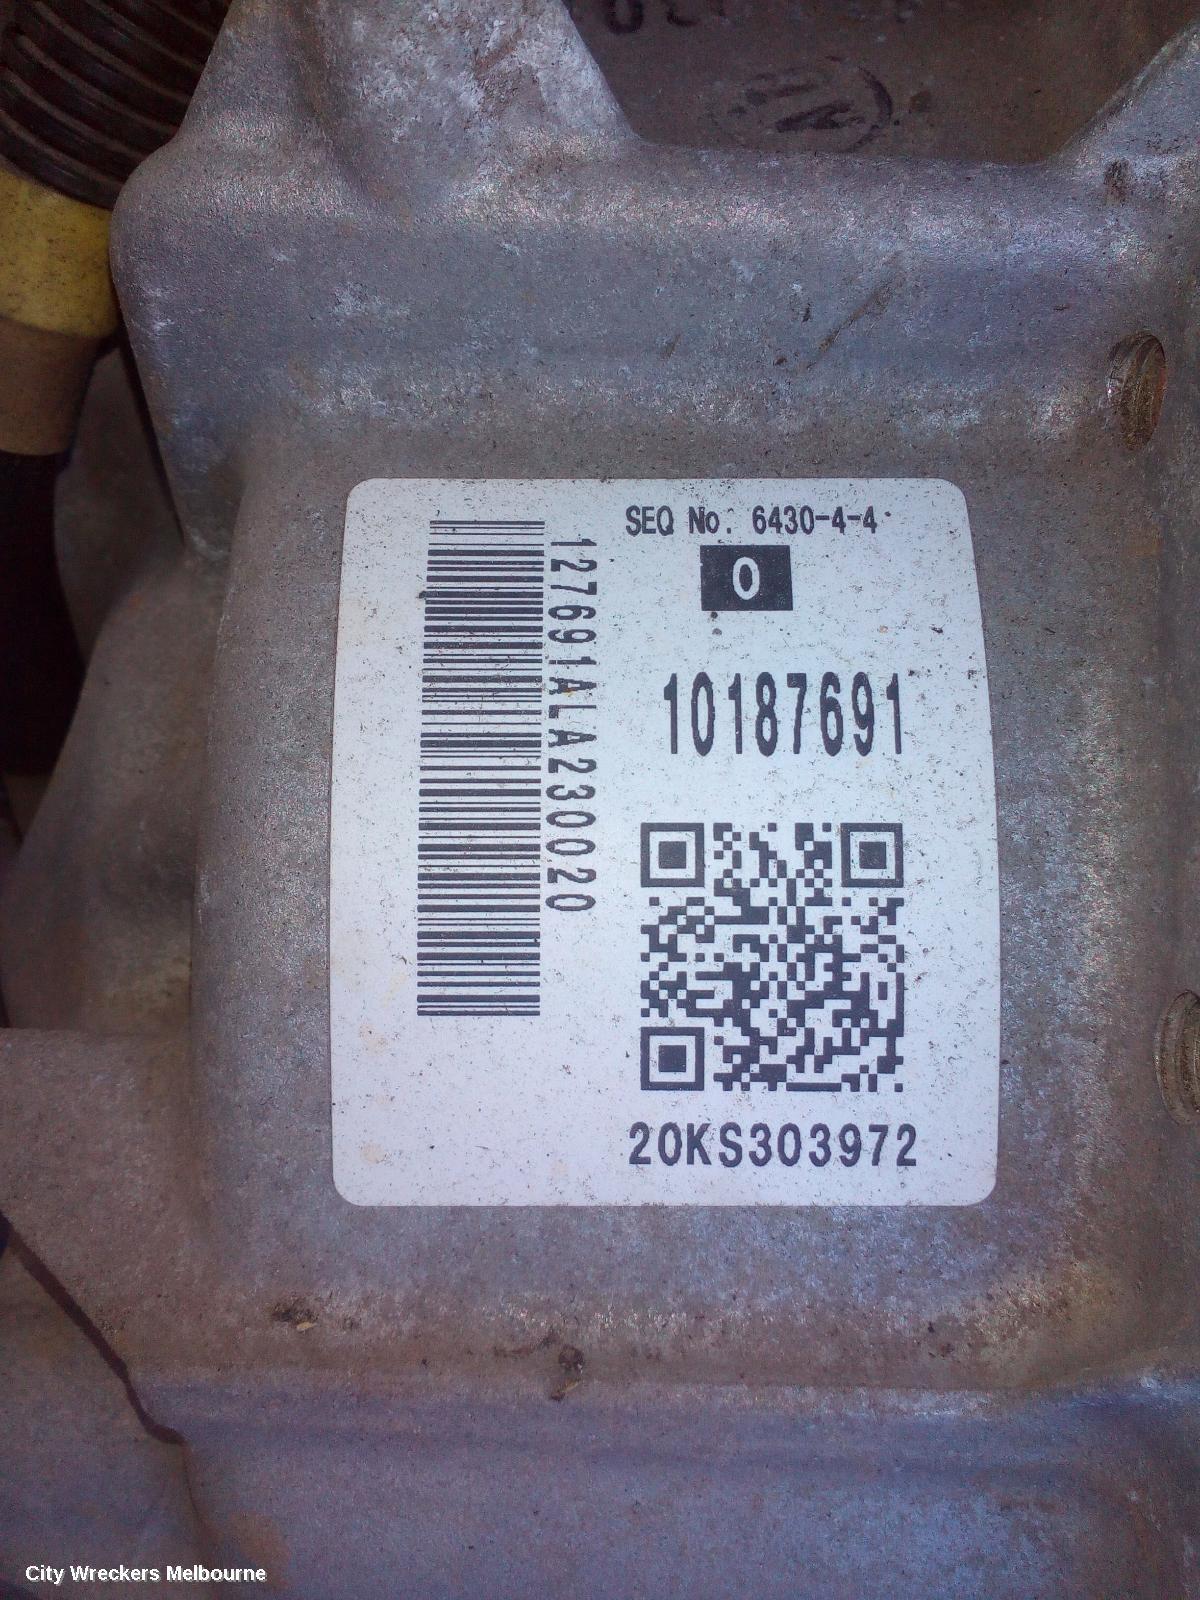 SEQ No. 6430-4-4
0
127691ALA230020
10187691
20KS303972
City Wreckers Melbourne